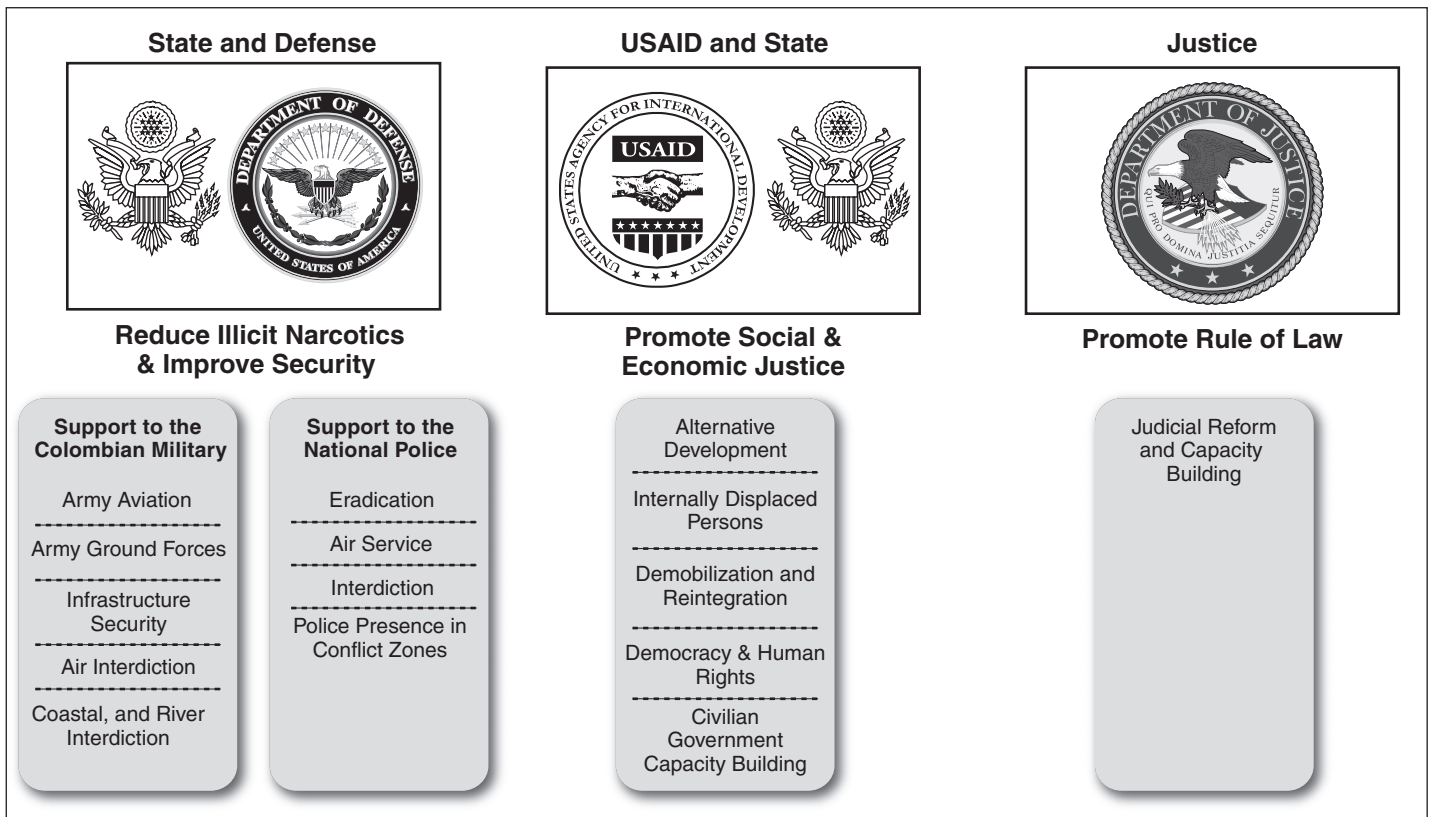 State and Defense
DEPARTMENT OF DEFENSE
UNITED STATES OF AMERICA
Reduce Illicit Narcotics
& Improve Security
Support to the
Colombian Military
Army Aviation
Army Ground Forces
Infrastructure
Security
Air Interdiction
Coastal, and River
Interdiction
Support to the
National Police
Eradication
Air Service
Interdiction
Police Presence in
Conflict Zones
USAID and State
UNITED STATES AGENCY FOR INTERNATIONAL DEVELOPMENT
USAID
Promote Social &
Economic Justice
Alternative
Development
Internally Displaced
Persons
Demobilization and
Reintegration
Democracy & Human
Rights
Civilian
Government
Capacity Building
Justice
DEPARTMENT OF JUSTICE
QUI PRO DOMINA JUSTITIA SEQUITUR
Promote Rule of Law
Judicial Reform
and Capacity
Building